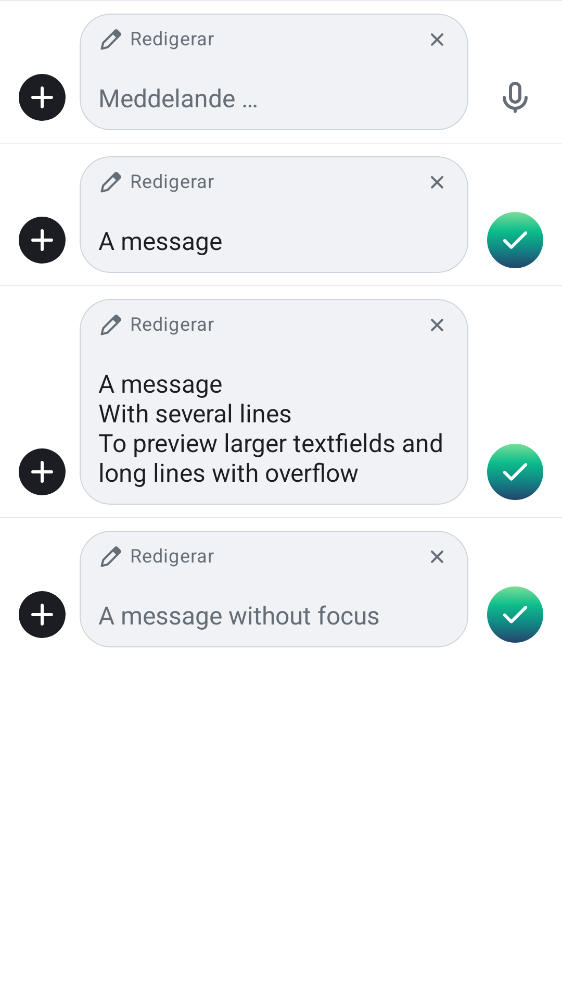 Redigerar
Meddelande …
Redigerar
A message
Redigerar
A message
With several lines
To preview larger textfields and
long lines with overflow
Redigerar
A message without focus